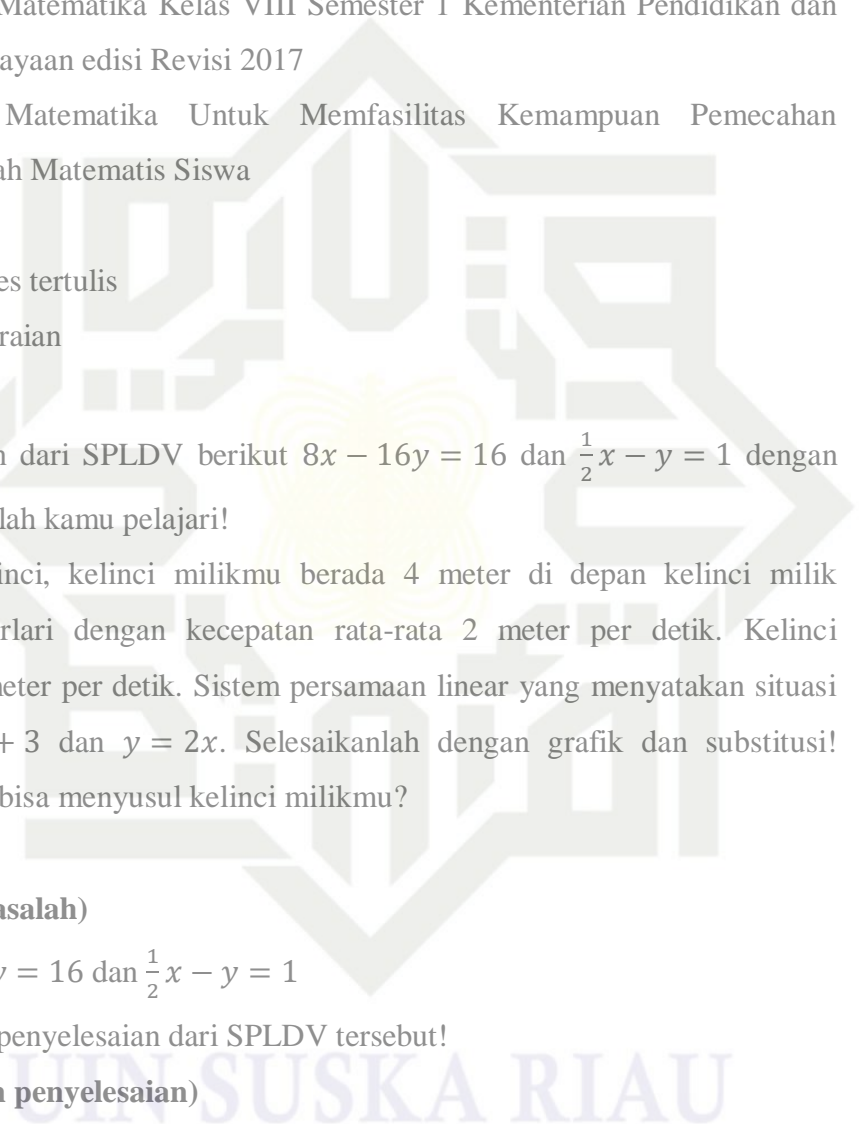 Matematika Kelas VIII Semester 1 Kementerian Pendidikan dan
ayaan edisi Revisi 2017
Matematika Untuk Memfasilitas Kemampuan Pemecahan
ah Matematis Siswa
es tertulis
raian
n dari SPLDV berikut 8x − 16y = 16 dan 1/2 x − y = 1 dengan
lah kamu pelajari!
inci, kelinci milikmu berada 4 meter di depan kelinci milik
rlari dengan kecepatan rata-rata 2 meter per detik. Kelinci
neter per detik. Sistem persamaan linear yang menyatakan situasi
+ 3 dan y = 2x. Selesaikanlah dengan grafik dan substitusi!
bisa menyusul kelinci milikmu?
asalah)
y = 16 dan 1/2 x − y = 1
penyelesaian dari SPLDV tersebut!
n penyelesaian)
UIN SUSKA RIAU